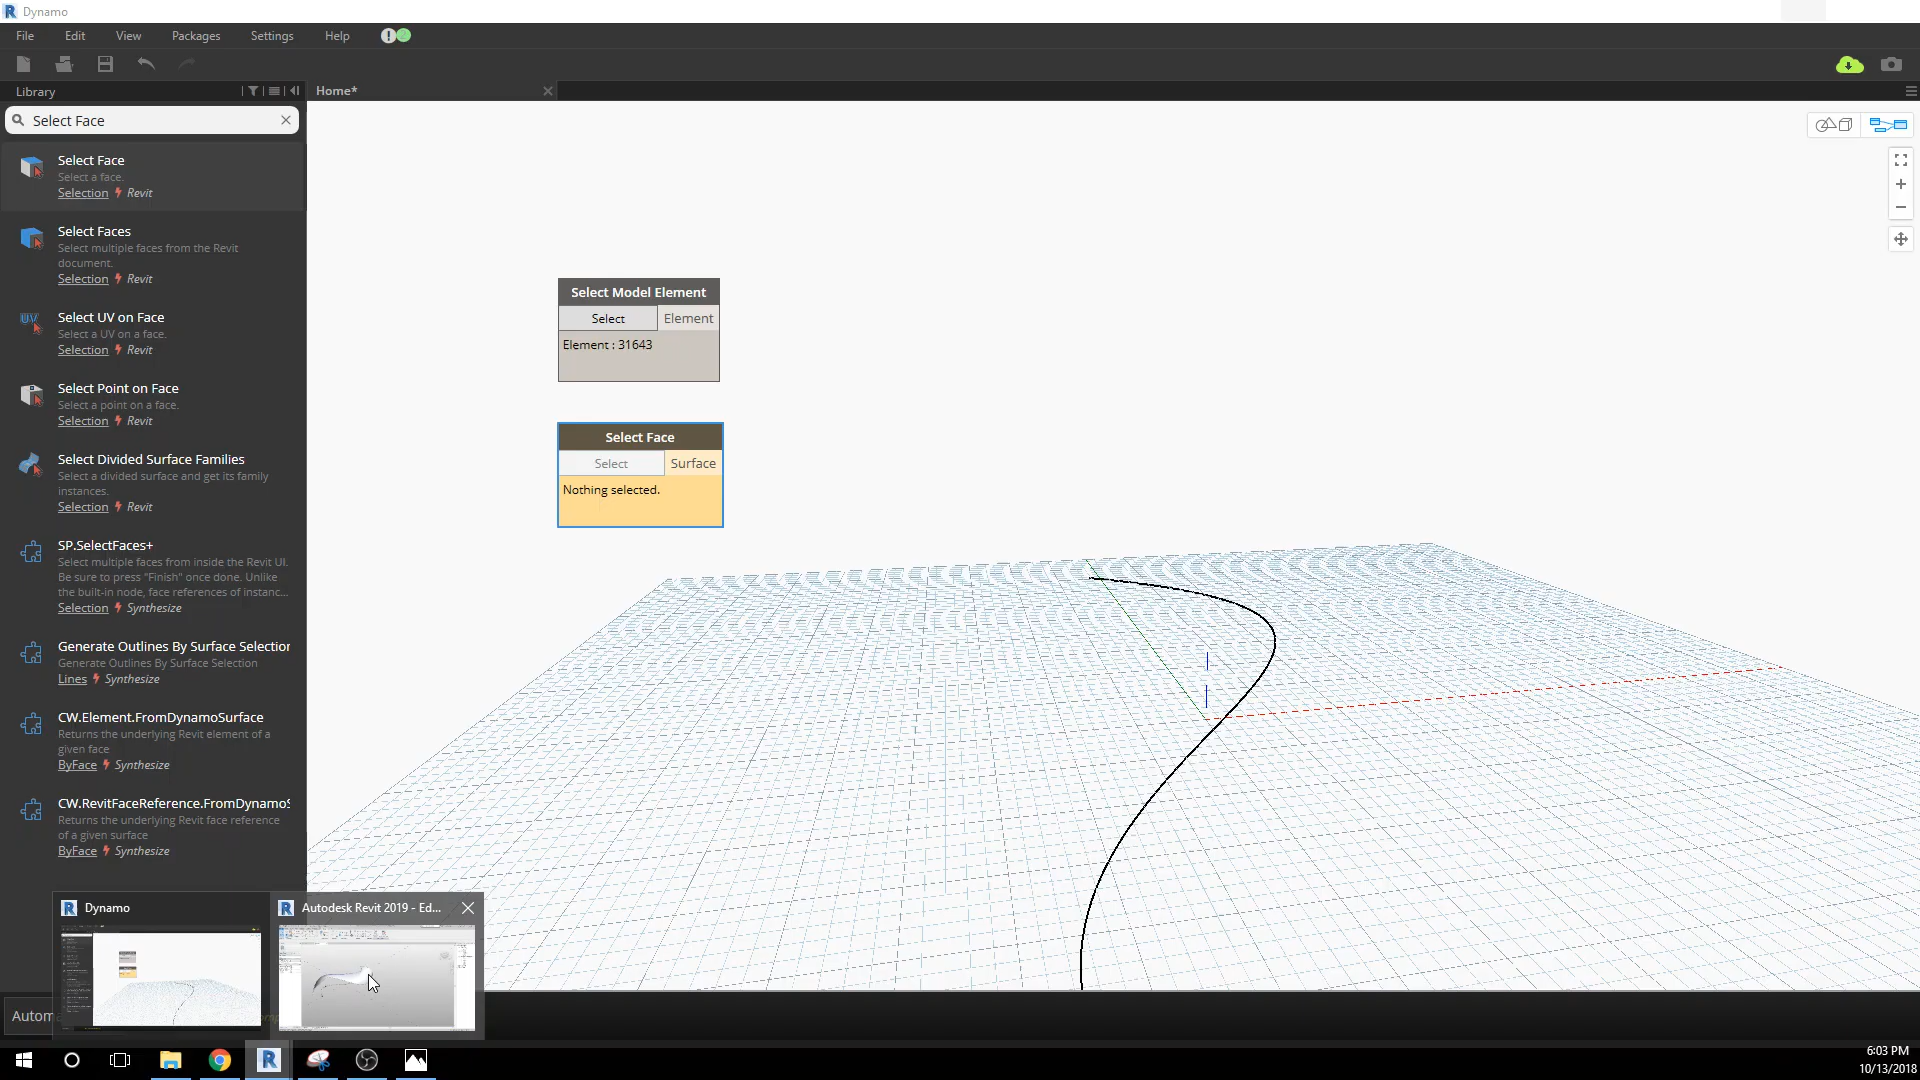 Dynamo
File Edit View Packages Settings Help
Library
Home*
Select Face
Select Face
Select a face.
Selection Revit
Select Faces
Select multiple faces from the Revit
document.
Selection Revit
Select UV on Face
Select a UV on a face.
Selection Revit
Select Point on Face
Select a point on a face.
Selection Revit
Select Divided Surface Families
Select a divided surface and get its family
instances.
Selection Revit
SP.SelectFaces+
Select multiple faces from inside the Revit UI.
Be sure to press "Finish" once done. Unlike
the built-in node, face references of instanc...
Selection Synthesize
Generate Outlines By Surface Selection
Generate Outlines By Surface Selection
Lines Synthesize
CW.Element.FromDynamoSurface
Returns the underlying Revit element of a
given face
ByFace Synthesize
CW.RevitFaceReference.FromDynamoS
Returns the underlying Revit face reference
of a given surface
ByFace Synthesize
Select Model Element
Select Element
Element : 31643
Select Face
Select Surface
Nothing selected.
Dynamo
Autodesk Revit 2019 - Ed...
Autom
6:03 PM
10/13/2018